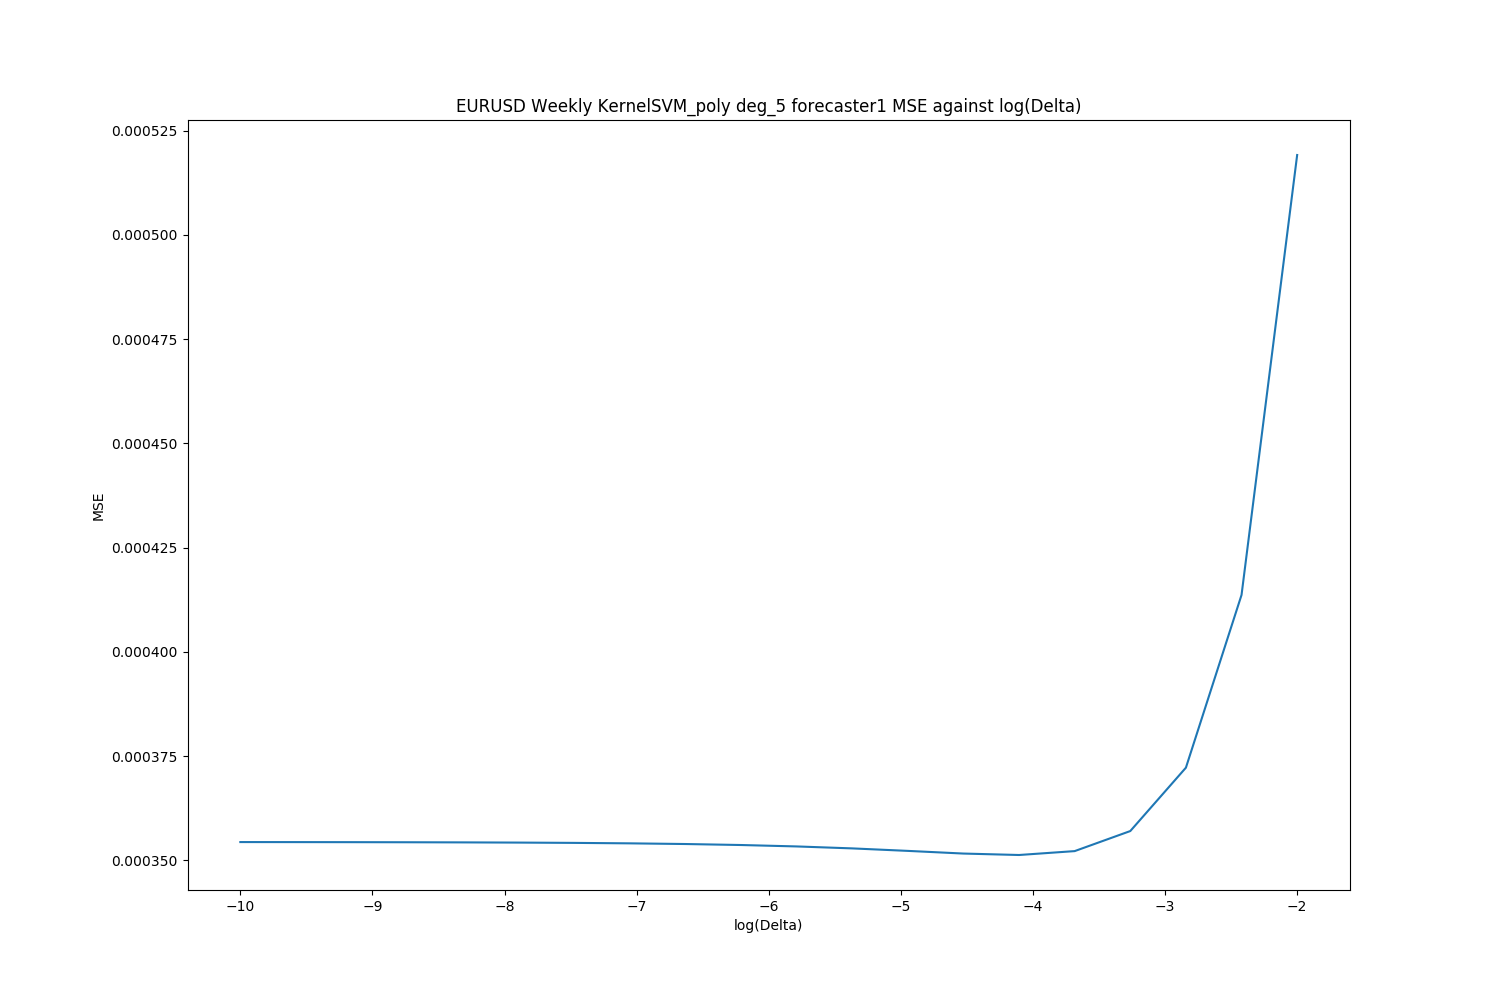 EURUSD Weekly KernelSVM_poly deg_5 forecaster1 MSE against log(Delta)
0.000525
0.000500
0.000475
0.000450
0.000425
0.000400
0.000375
0.000350
MSE
−10 −9 −8 −7 −6 −5 −4 −3 −2
log(Delta)